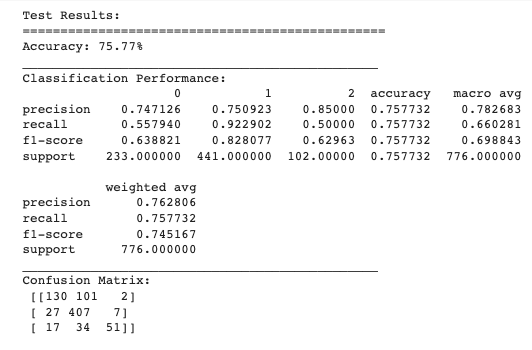 Test Results:
================================================
Accuracy: 75.77%
_______________________________________________
Classification Performance:
0 1 2 accuracy macro avg
precision 0.747126 0.750923 0.85000 0.757732 0.782683
recall 0.557940 0.922902 0.50000 0.757732 0.660281
f1-score 0.638821 0.828077 0.62963 0.757732 0.698843
support 233.000000 441.000000 102.00000 0.757732 776.000000
weighted avg
precision 0.762806
recall 0.757732
f1-score 0.745167
support 776.000000
_______________________________________________
Confusion Matrix:
[[130 101 2]
[ 27 407 7]
[ 17 34 51]]